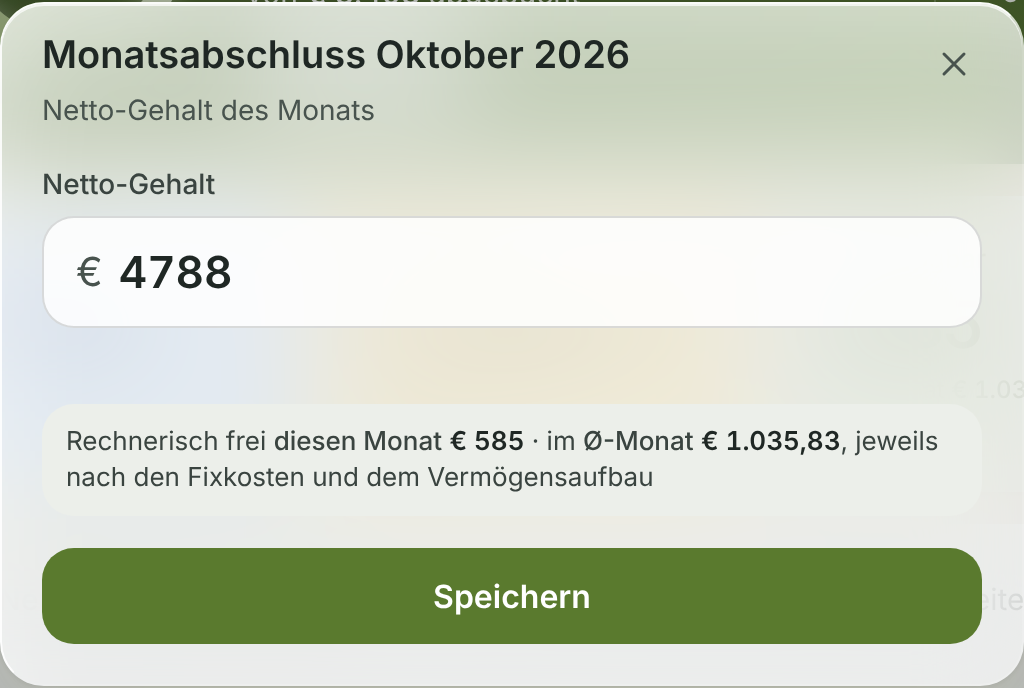 Monatsabschluss Oktober 2026
Netto-Gehalt des Monats
Netto-Gehalt
€ 4788
Rechnerisch frei diesen Monat € 585 · im Ø-Monat € 1.035,83, jeweils
nach den Fixkosten und dem Vermögensaufbau
Speichern